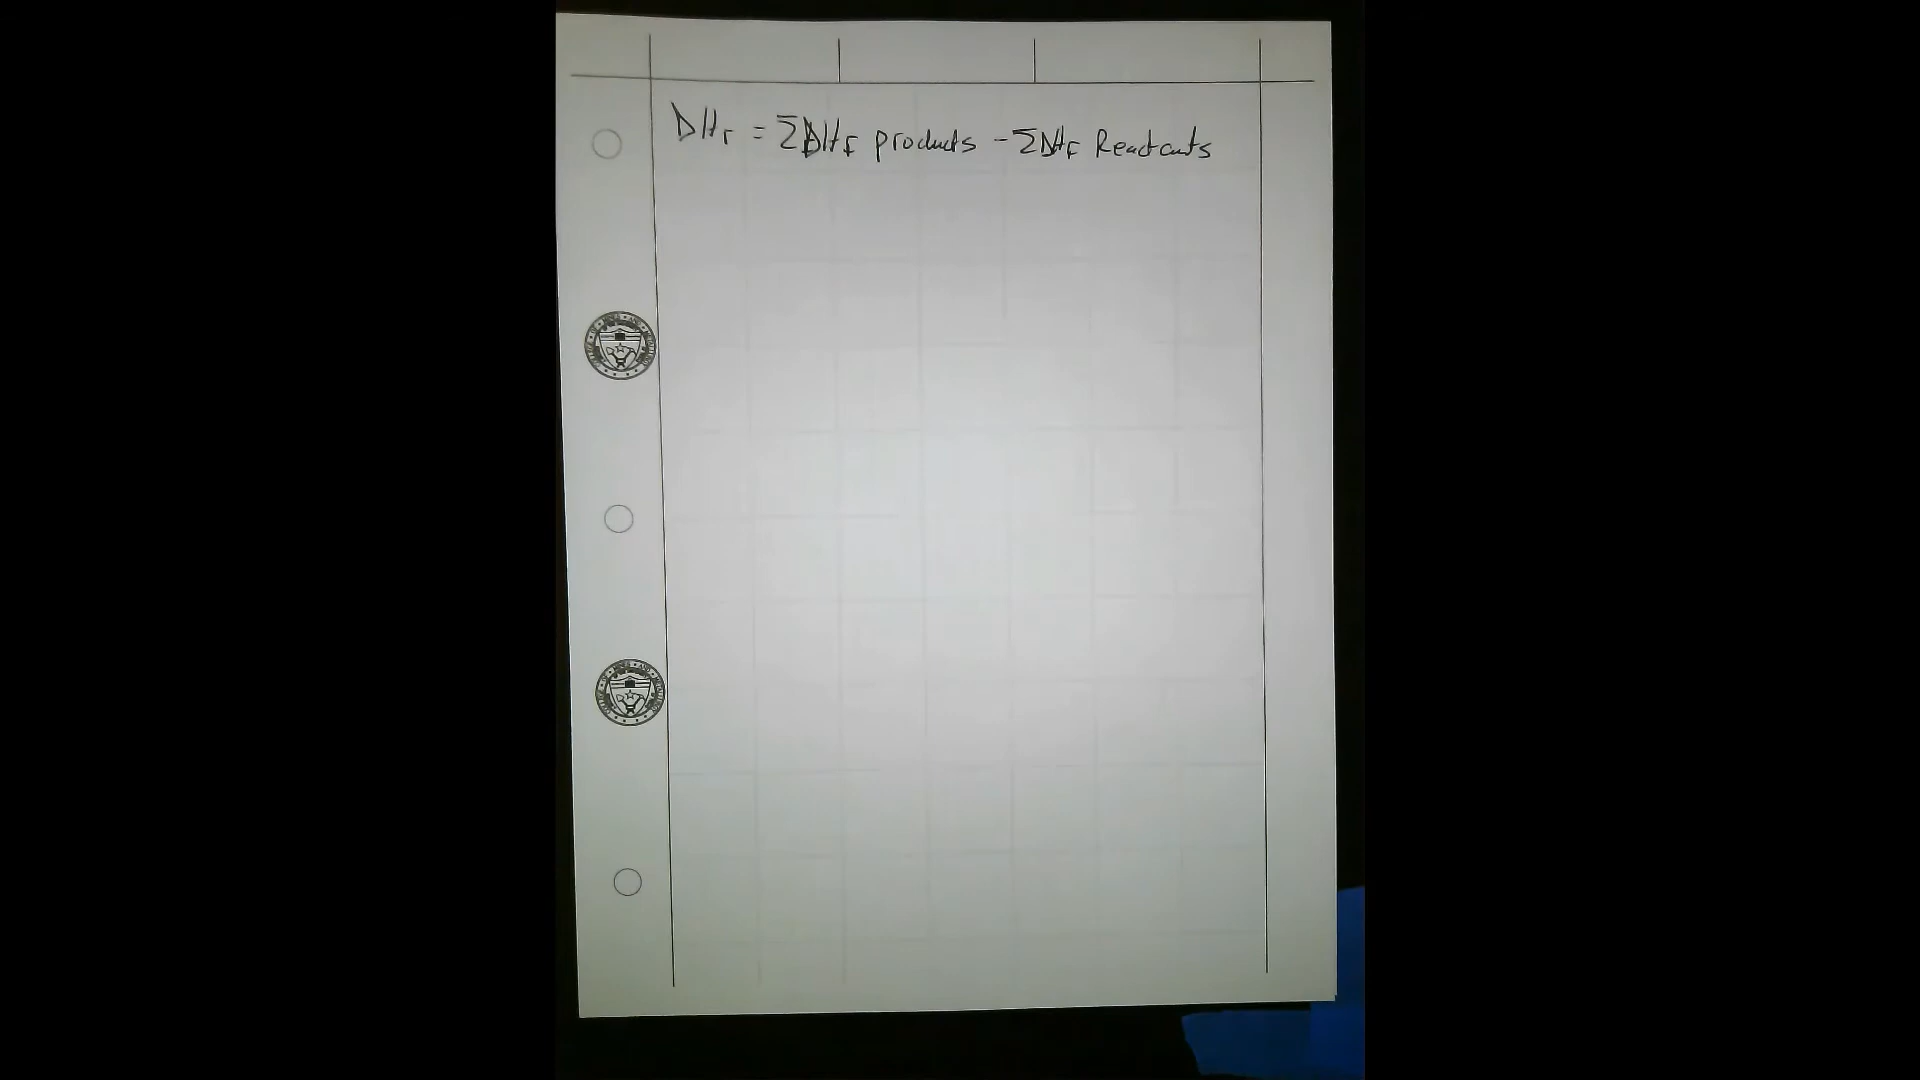 ΔHr = ΣΔHf products - ΣΔHf Reactants